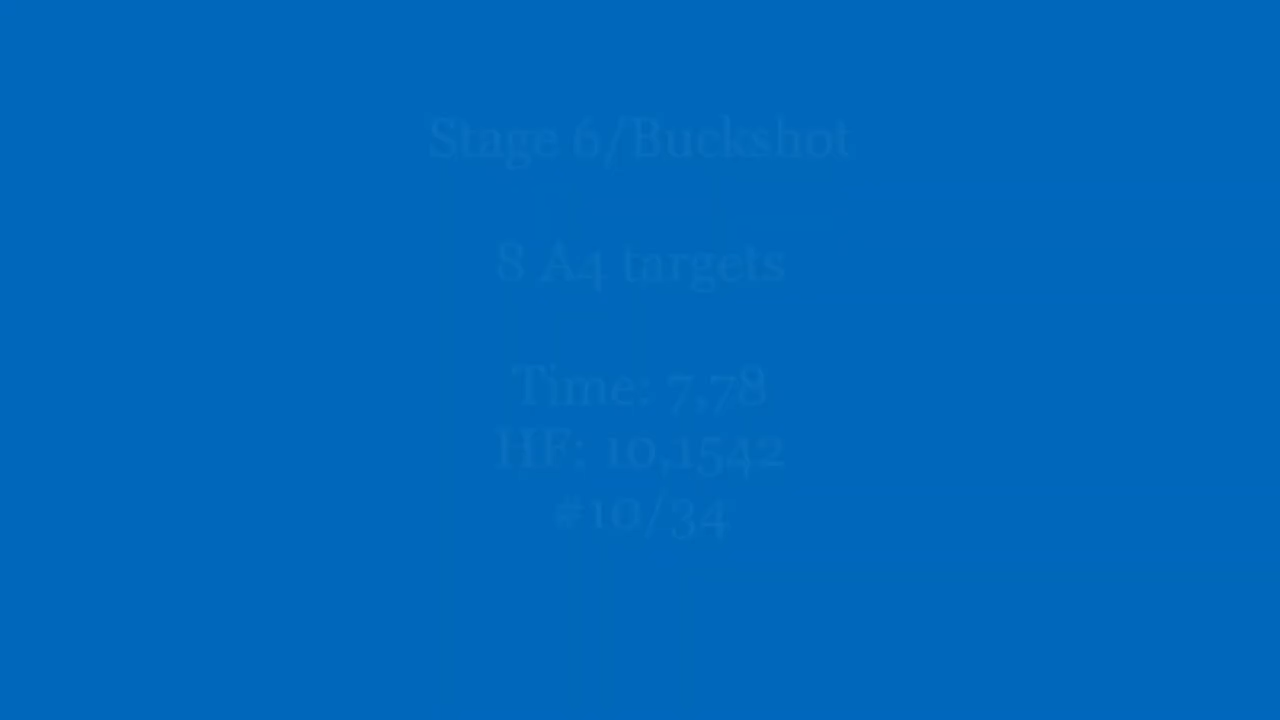 Stage 6/Buckshot
8 A4 targets
Time: 7,78
HF: 10,1542
#10/34